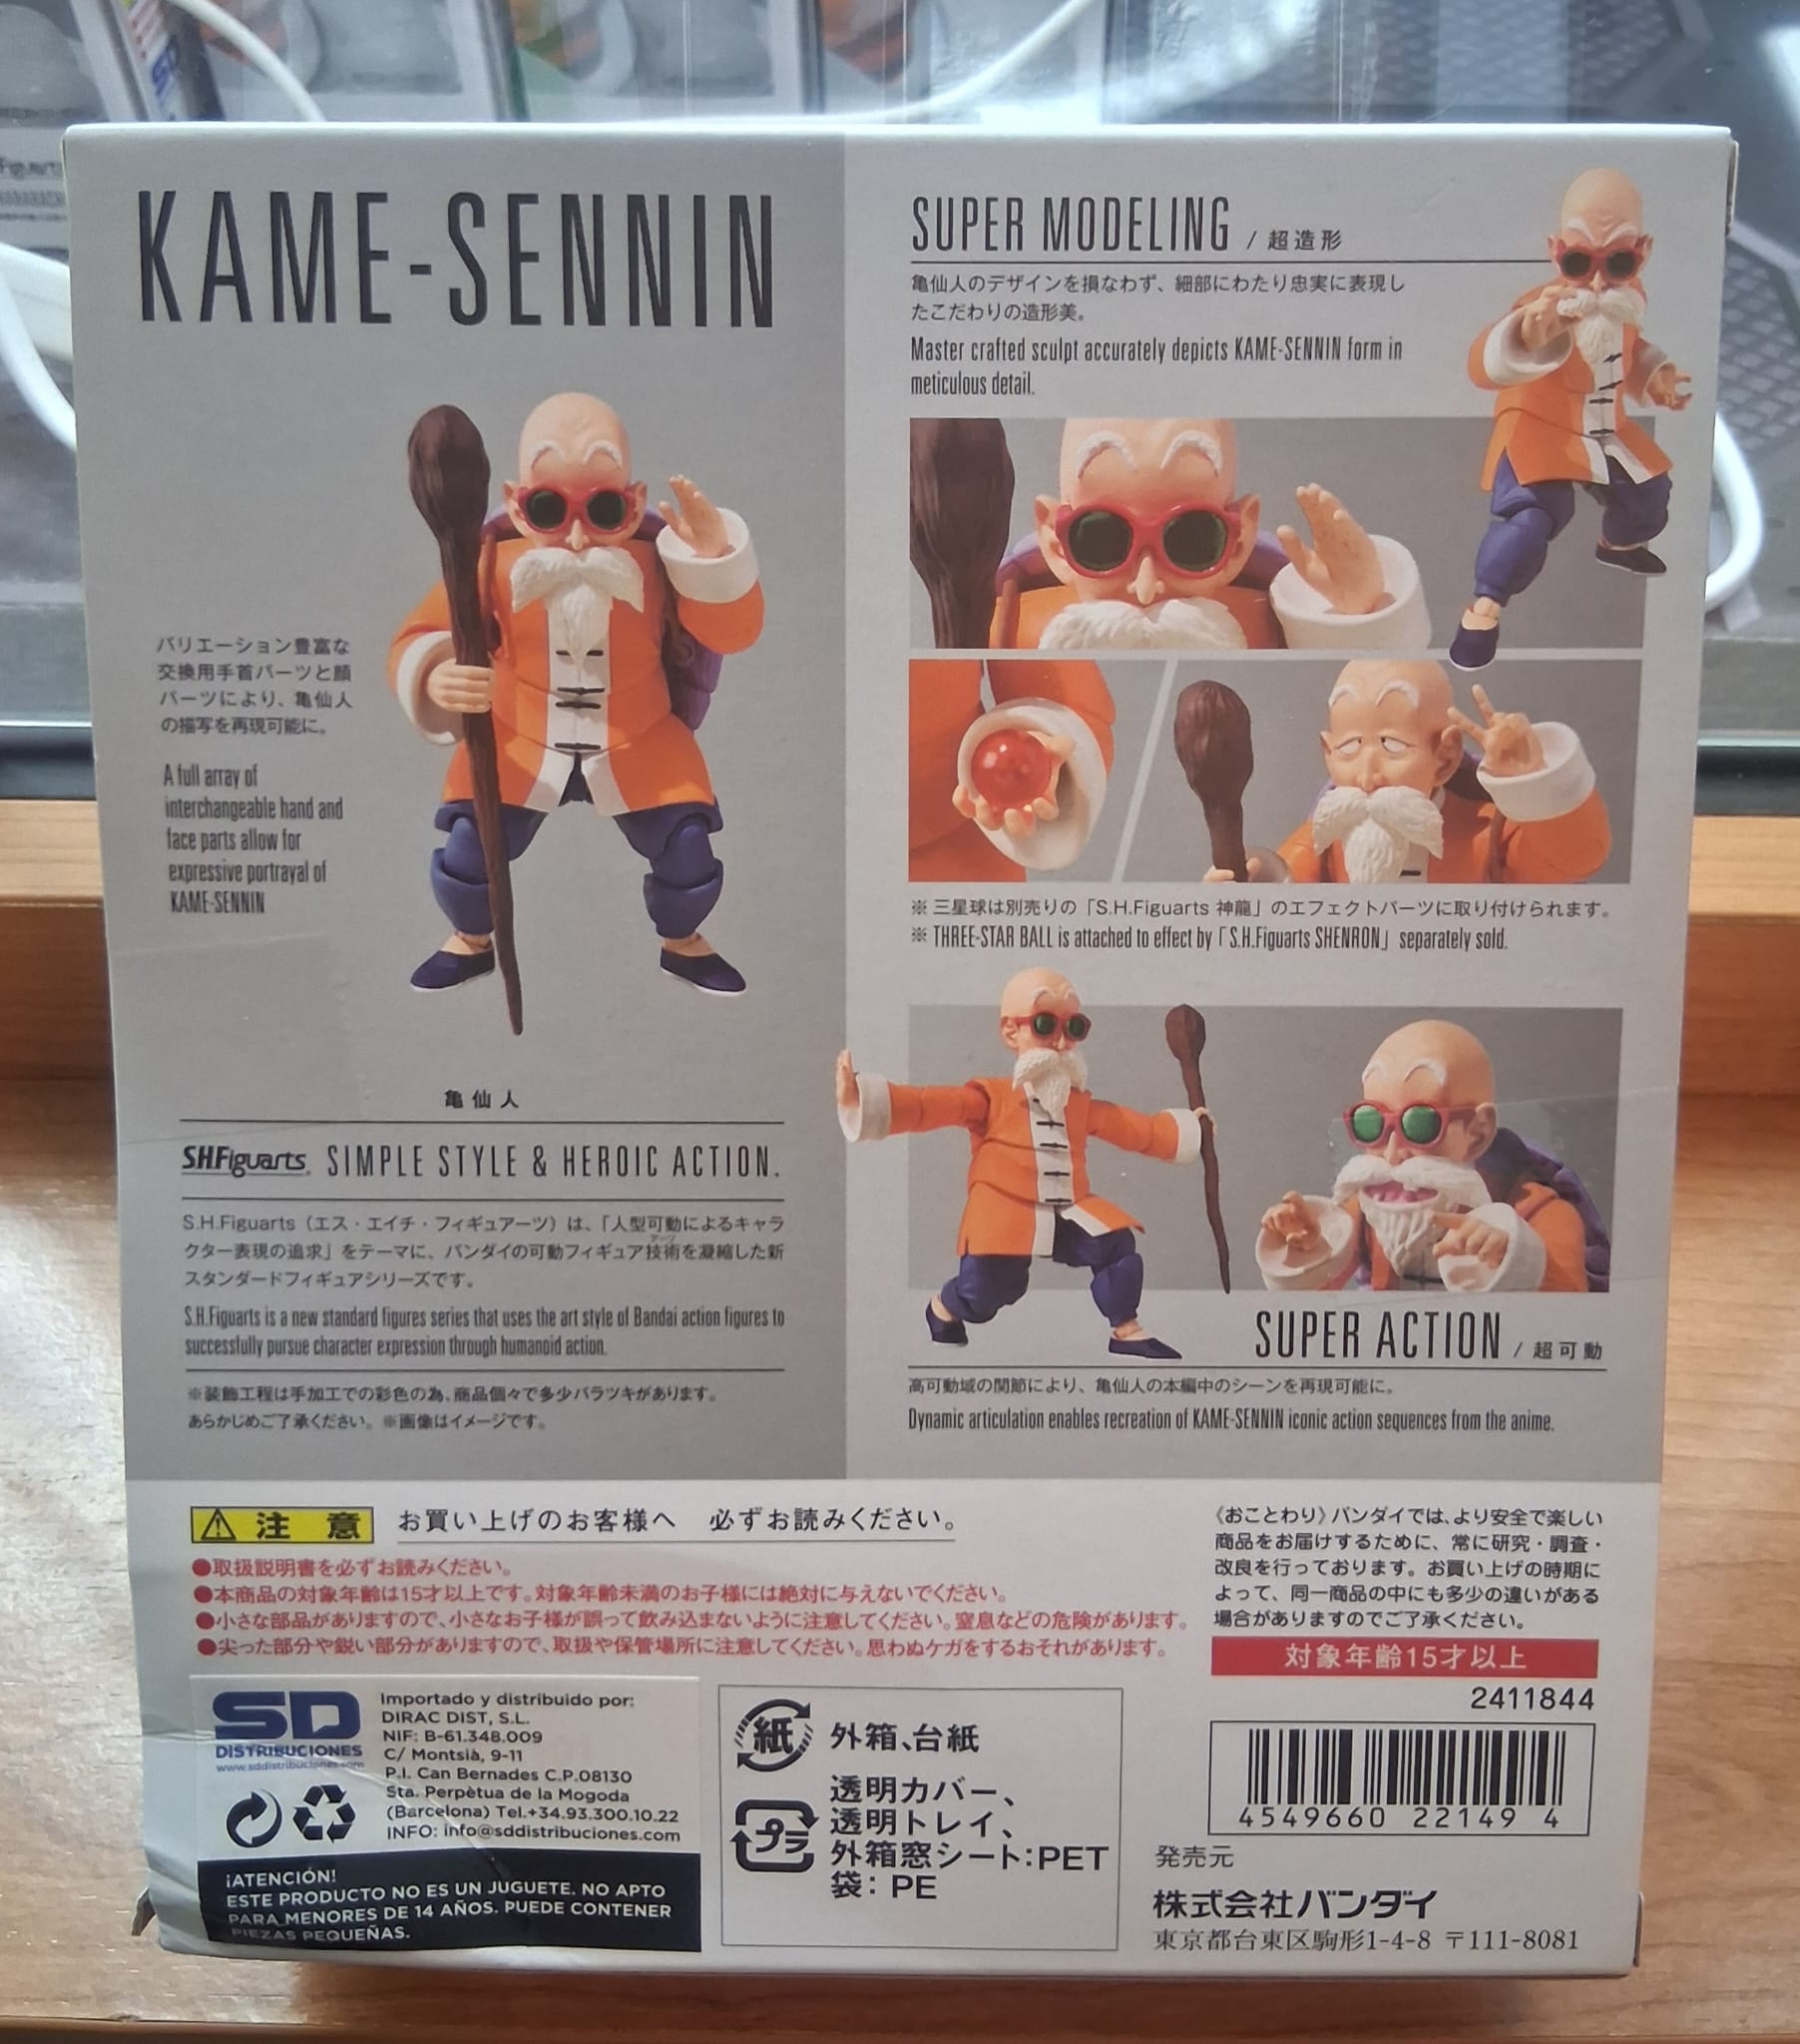 KAME-SENNIN
バリエーション豊富な
交換用手首パーツと顔
パーツにより、亀仙人
の描写を再現可能に。
A full array of
interchangeable hand and
face parts allow for
expressive portrayal of
KAME-SENNIN
亀仙人
S.H.Figuarts SIMPLE STYLE & HEROIC ACTION.
S.H.Figuarts（エス・エイチ・フィギュアーツ）は、「人型可動によるキャラ
クター表現の追求」をテーマに、バンダイの可動フィギュア技術を凝縮した新
スタンダードフィギュアシリーズです。
S.H.Figuarts is a new standard figures series that uses the art style of Bandai action figures to
successfully pursue character expression through humanoid action.
※装飾工程は手加工での彩色の為、商品個々で多少バラツキがあります。
あらかじめご了承ください。※画像はイメージです。
SUPER MODELING / 超造形
亀仙人のデザインを損なわず、細部にわたり忠実に表現し
たこだわりの造形美。
Master crafted sculpt accurately depicts KAME-SENNIN form in
meticulous detail.
※ 三星球は別売りの「S.H.Figuarts 神龍」のエフェクトパーツに取り付けられます。
※ THREE-STAR BALL is attached to effect by「S.H.Figuarts SHENRON」separately sold.
SUPER ACTION / 超可動
高可動域の関節により、亀仙人の本編中のシーンを再現可能に。
Dynamic articulation enables recreation of KAME-SENNIN iconic action sequences from the anime.
注意 お買い上げのお客様へ 必ずお読みください。
●取扱説明書を必ずお読みください。
●本商品の対象年齢は15才以上です。対象年齢未満のお子様には絶対に与えないでください。
●小さな部品がありますので、小さなお子様が誤って飲み込まないように注意してください。窒息などの危険があります。
●尖った部分や鋭い部分がありますので、取扱や保管場所に注意してください。思わぬケガをするおそれがあります。
《おことわり》バンダイでは、より安全で楽しい
商品をお届けするために、常に研究・調査・
改良を行っております。お買い上げの時期に
よって、同一商品の中にも多少の違いがある
場合がありますのでご了承ください。
対象年齢15才以上
2411844
4549660 22149 4
発売元
株式会社バンダイ
東京都台東区駒形1-4-8 〒111-8081
SD
DISTRIBUCIONES
www.sddistribuciones.com
Importado y distribuido por:
DIRAC DIST, S.L.
NIF: B-61.348.009
C/ Montsià, 9-11
P.I. Can Bernades C.P.08130
Sta. Perpètua de la Mogoda
(Barcelona) Tel.+34.93.300.10.22
INFO: info@sddistribuciones.com
¡ATENCIÓN!
ESTE PRODUCTO NO ES UN JUGUETE. NO APTO
PARA MENORES DE 14 AÑOS. PUEDE CONTENER
PIEZAS PEQUEÑAS.
紙 外箱、台紙
プラ 透明カバー、
透明トレイ、
外箱窓シート:PET
袋: PE